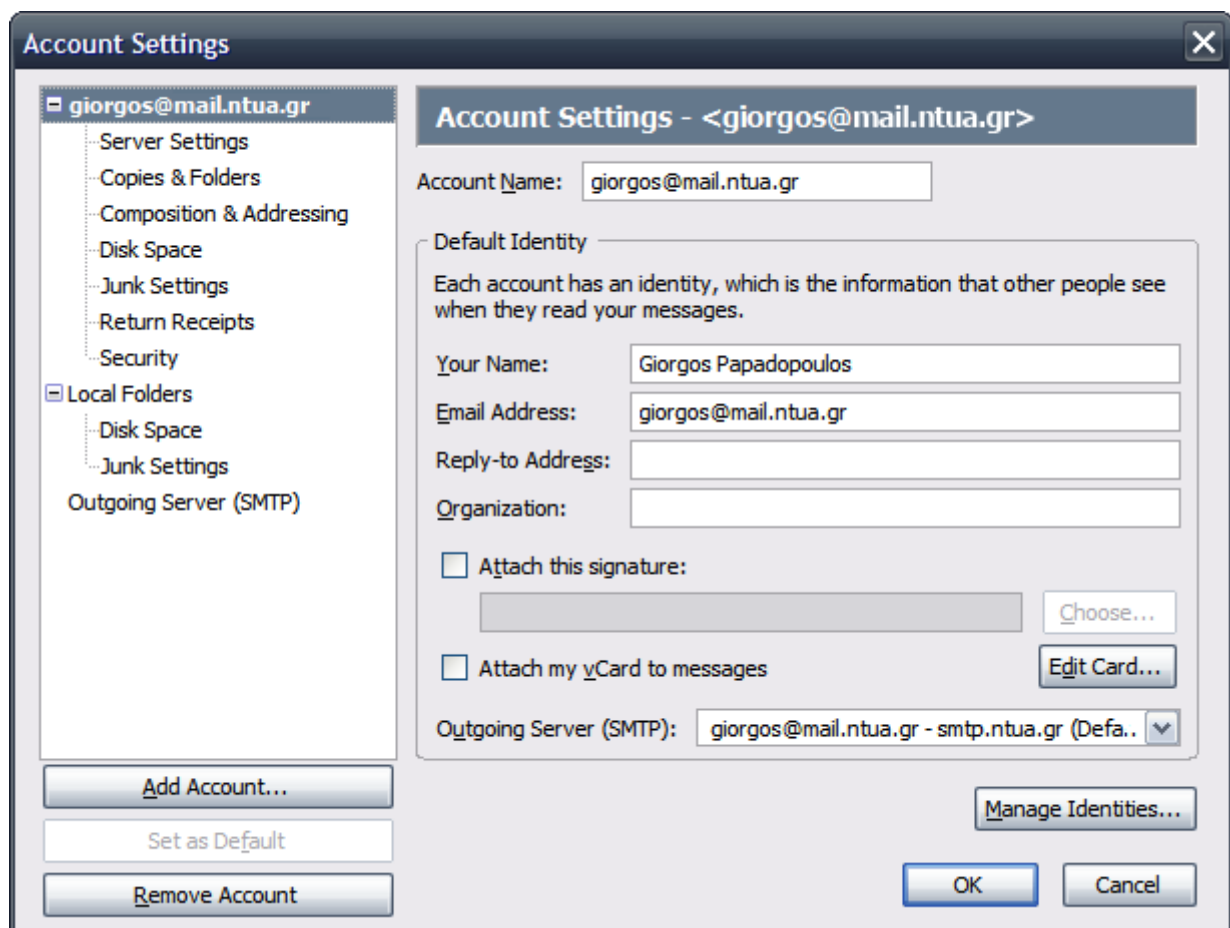 Account Settings
giorgos@mail.ntua.gr
Server Settings
Copies & Folders
Composition & Addressing
Disk Space
Junk Settings
Return Receipts
Security
Local Folders
Disk Space
Junk Settings
Outgoing Server (SMTP)
Add Account...
Set as Default
Remove Account
Account Settings - <giorgos@mail.ntua.gr>
Account Name: giorgos@mail.ntua.gr
Default Identity
Each account has an identity, which is the information that other people see
when they read your messages.
Your Name: Giorgos Papadopoulos
Email Address: giorgos@mail.ntua.gr
Reply-to Address:
Organization:
Attach this signature:
Choose...
Attach my vCard to messages Edit Card...
Outgoing Server (SMTP): giorgos@mail.ntua.gr - smtp.ntua.gr (Defa..
Manage Identities...
OK Cancel